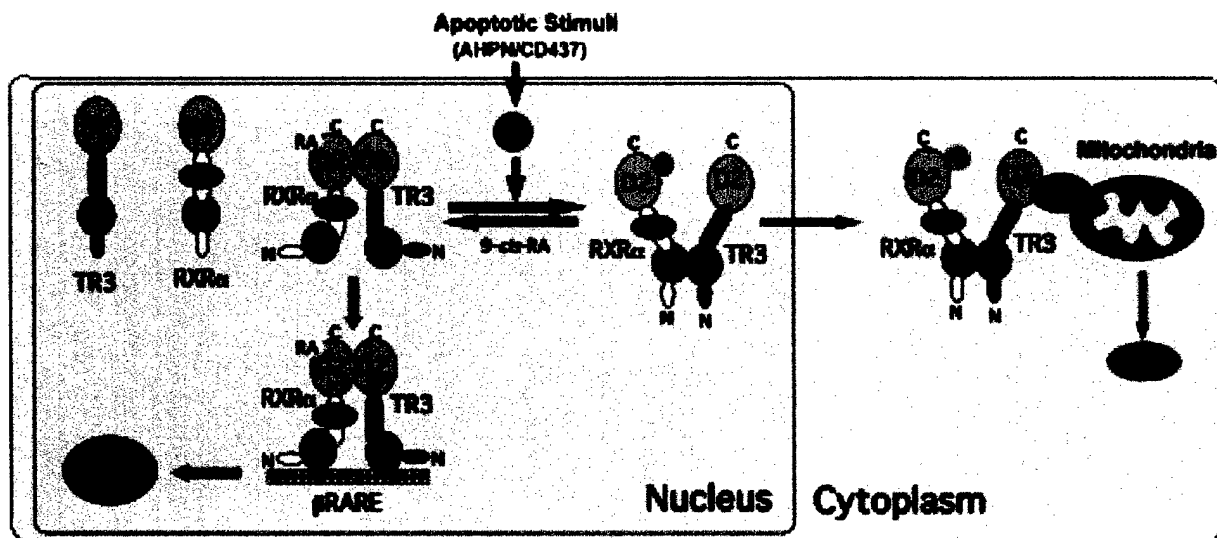 Apoptotic Stimuli
(AHPN/CD437)
C C
RA
RXRα
TR3
N N
TR3
RXRα
9-cis-RA
C C
RXRα
TR3
N N
C C
RXRα
TR3
N N
Mitochondria
C C
RA
RXRα
TR3
N N
βRARE
Nucleus
Cytoplasm